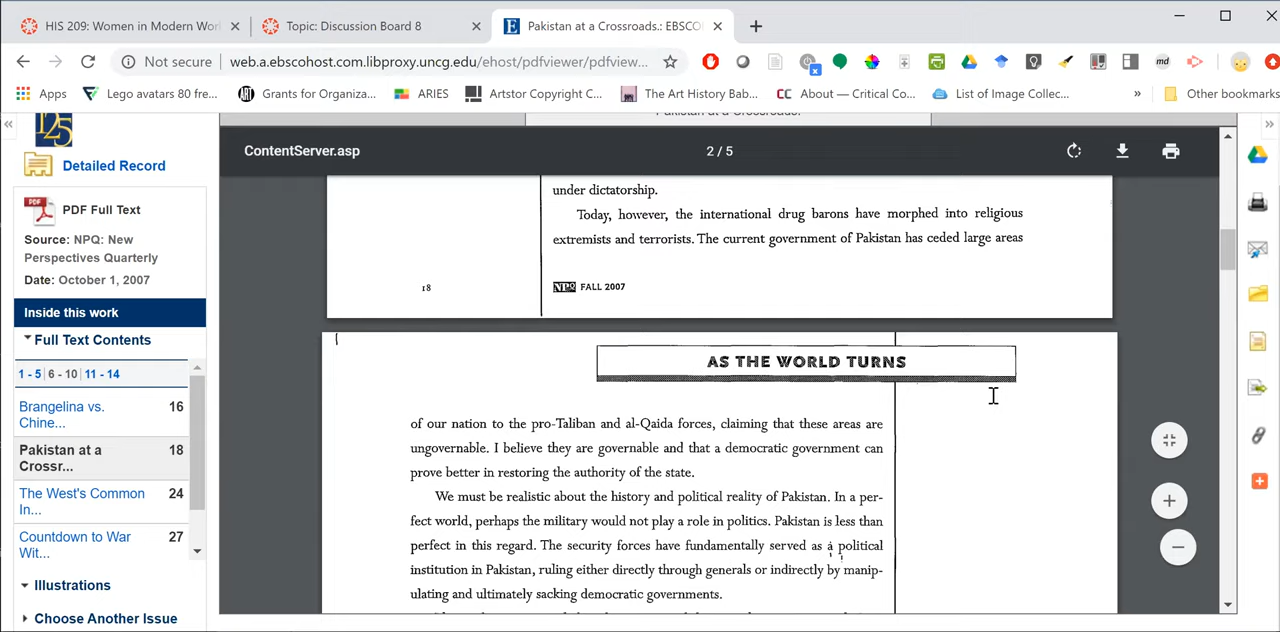 HIS 209: Women in Modern Wor
Topic: Discussion Board 8
Pakistan at a Crossroads.: EBSCO
Not secure
web.a.ebscohost.com.libproxy.uncg.edu/ehost/pdfviewer/pdfview...
Apps
Lego avatars 80 fre...
Grants for Organiza...
ARIES
Artstor Copyright C...
The Art History Bab...
CC About — Critical Co...
List of Image Collec...
»
Other bookmarks
125
Detailed Record
PDF Full Text
Source: NPQ: New
Perspectives Quarterly
Date: October 1, 2007
Inside this work
Full Text Contents
1 - 5 | 6 - 10 | 11 - 14
Brangelina vs. 16
Chine...
Pakistan at a 18
Crossr...
The West's Common 24
In...
Countdown to War 27
Wit...
Illustrations
Choose Another Issue
Pakistan at a Crossroads.
ContentServer.asp
2 / 5
under dictatorship.
Today, however, the international drug barons have morphed into religious
extremists and terrorists. The current government of Pakistan has ceded large areas
18
NPQ FALL 2007
AS THE WORLD TURNS
of our nation to the pro-Taliban and al-Qaida forces, claiming that these areas are
ungovernable. I believe they are governable and that a democratic government can
prove better in restoring the authority of the state.
We must be realistic about the history and political reality of Pakistan. In a per-
fect world, perhaps the military would not play a role in politics. Pakistan is less than
perfect in this regard. The security forces have fundamentally served as a political
institution in Pakistan, ruling either directly through generals or indirectly by manip-
ulating and ultimately sacking democratic governments.
md